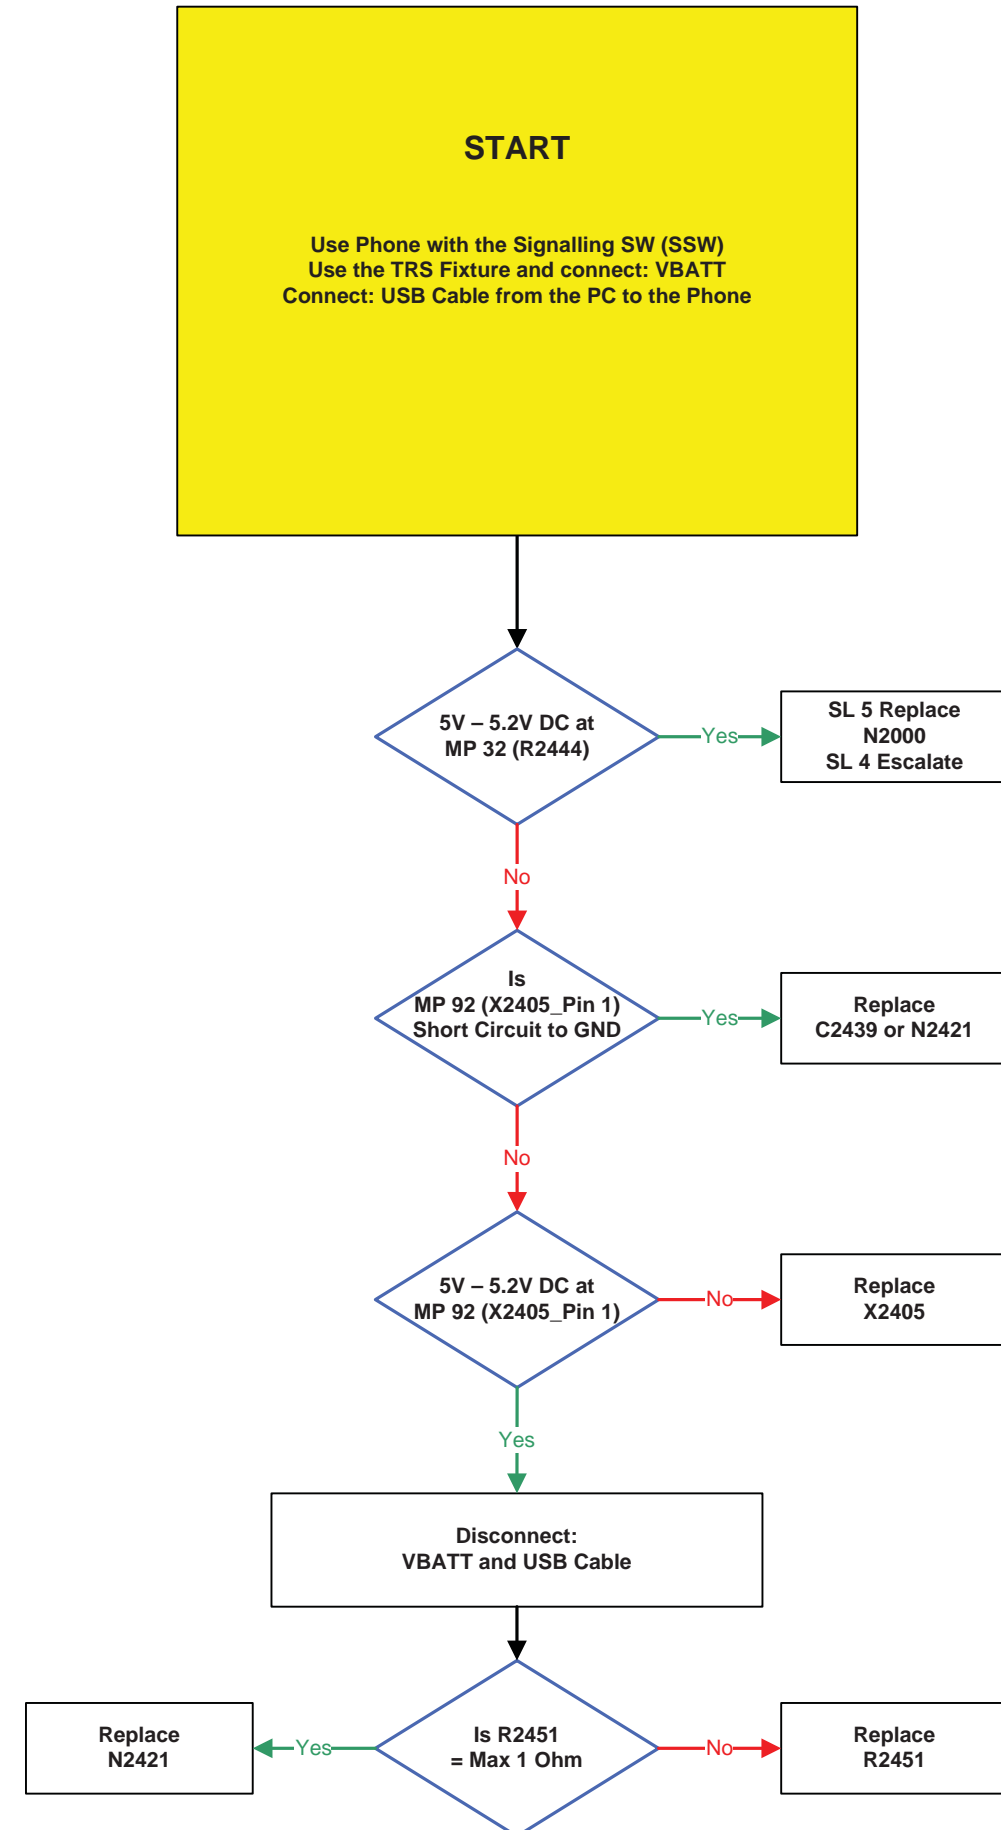 START
Use Phone with the Signalling SW (SSW)
Use the TRS Fixture and connect: VBATT
Connect: USB Cable from the PC to the Phone
5V – 5.2V DC at
MP 32 (R2444)
Yes
SL 5 Replace
N2000
SL 4 Escalate
No
Is
MP 92 (X2405_Pin 1)
Short Circuit to GND
Yes
Replace
C2439 or N2421
No
5V – 5.2V DC at
MP 92 (X2405_Pin 1)
No
Replace
X2405
Yes
Disconnect:
VBATT and USB Cable
Replace
N2421
Yes
Is R2451
= Max 1 Ohm
No
Replace
R2451